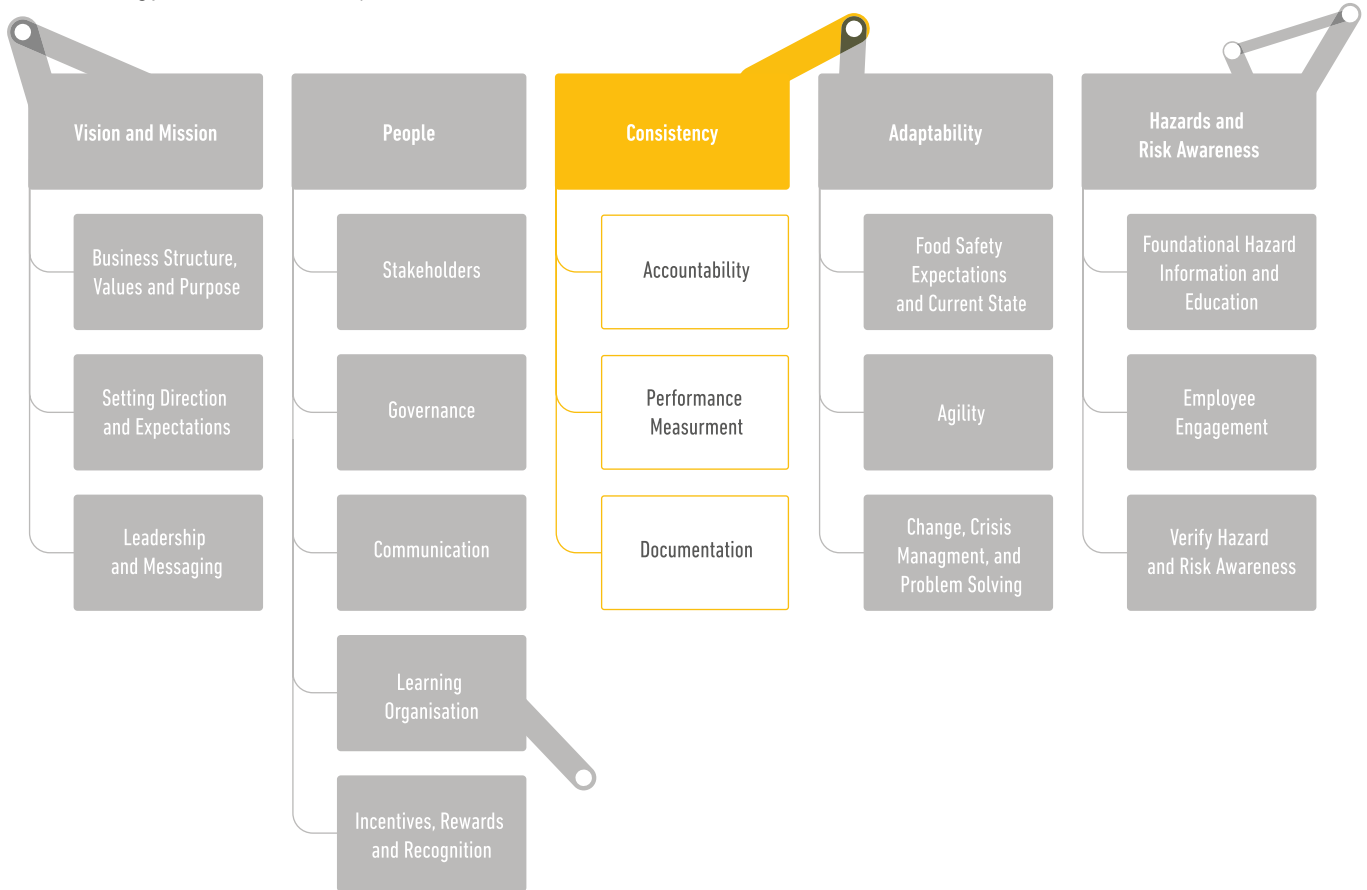 Vision and Mission
Business Structure,
Values and Purpose
Setting Direction
and Expectations
Leadership
and Messaging
People
Stakeholders
Governance
Communication
Learning
Organisation
Incentives, Rewards
and Recognition
Consistency
Accountability
Performance
Measurment
Documentation
Adaptability
Food Safety
Expectations
and Current State
Agility
Change, Crisis
Managment, and
Problem Solving
Hazards and
Risk Awareness
Foundational Hazard
Information and
Education
Employee
Engagement
Verify Hazard
and Risk Awareness